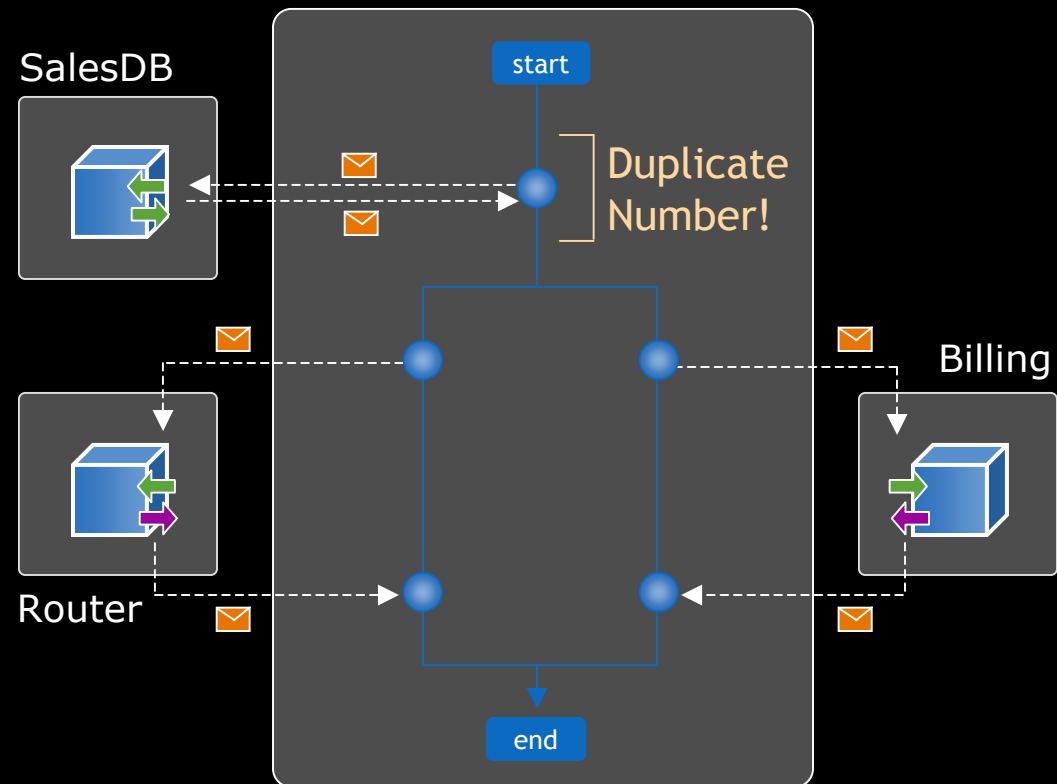 SalesDB
start
Duplicate
Number!
Billing
Router
end